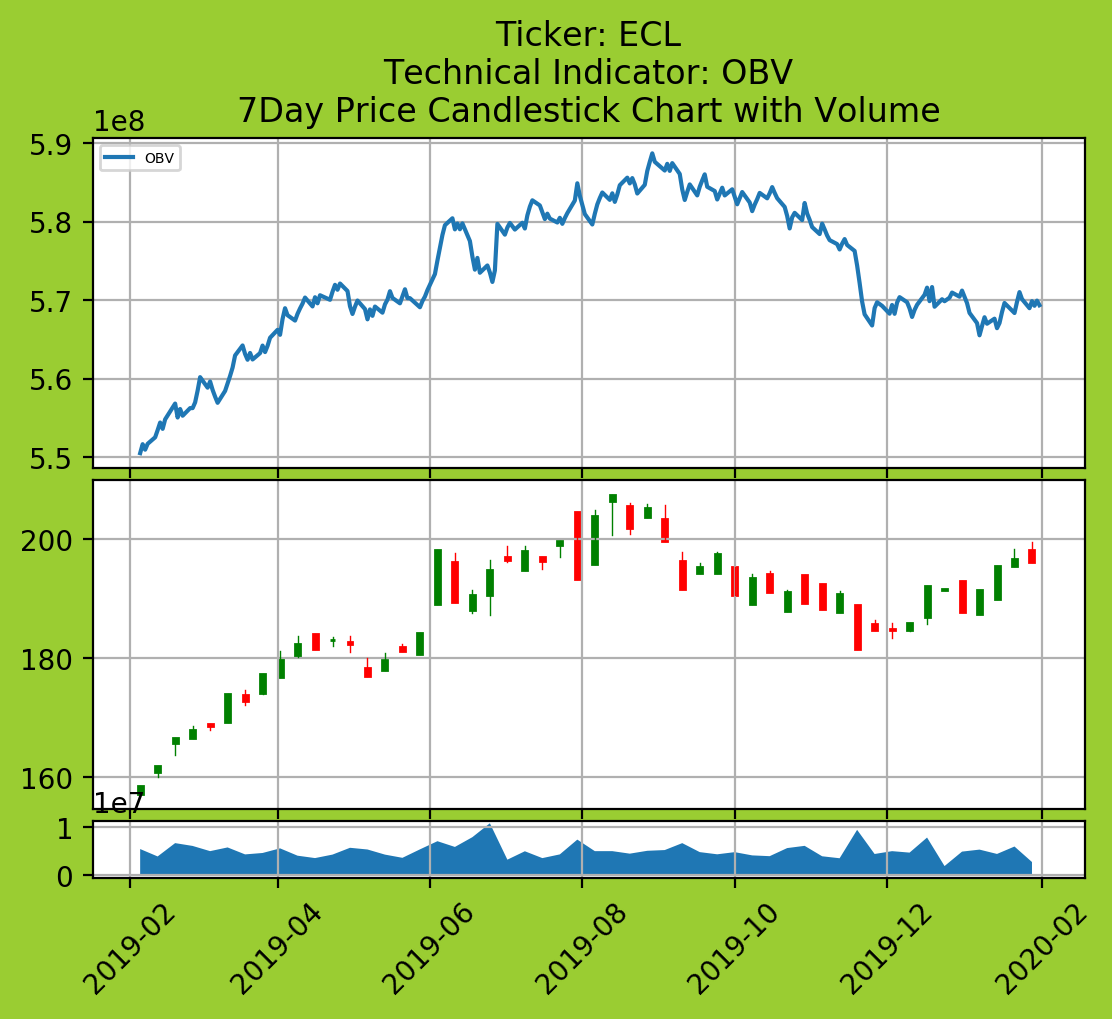 Ticker: ECL
Technical Indicator: OBV
7Day Price Candlestick Chart with Volume
1e8
5.9
OBV
5.8
5.7
5.6
5.5
200
180
160
1e7
1
0
2019-02
2019-04
2019-06
2019-08
2019-10
2019-12
2020-02